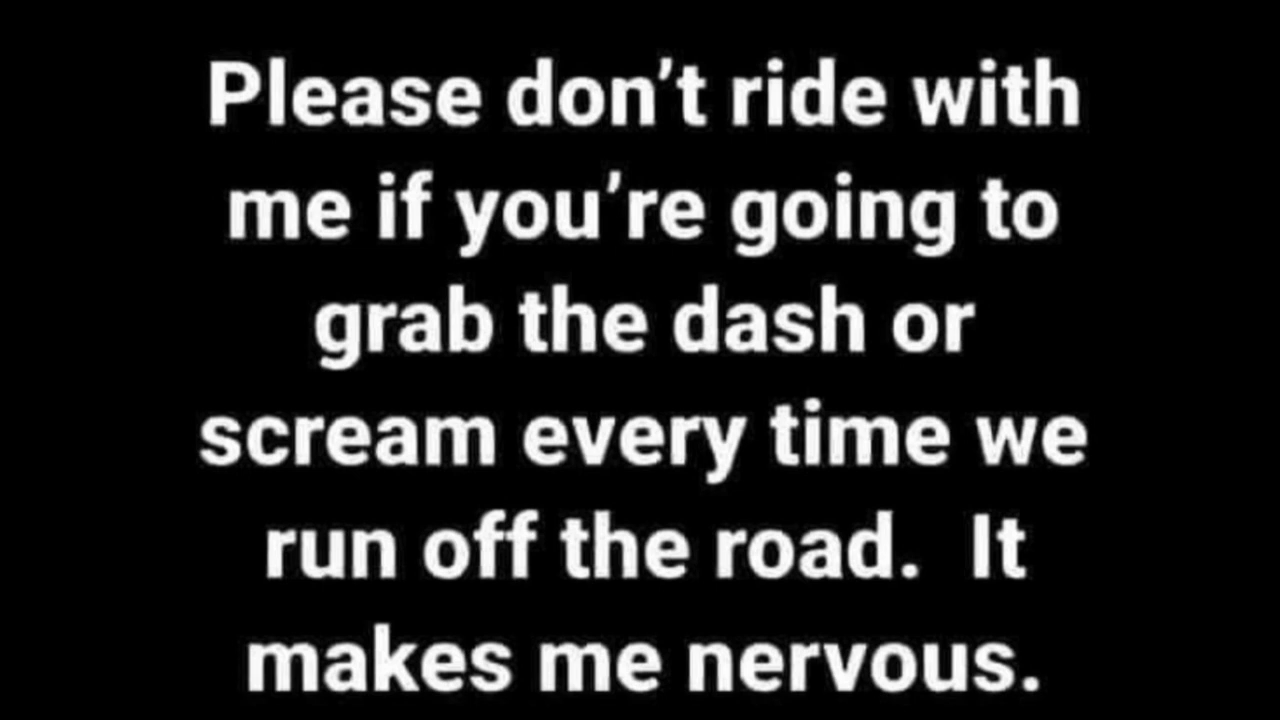 Please don’t ride with
me if you’re going to
grab the dash or
scream every time we
run off the road.  It
makes me nervous.